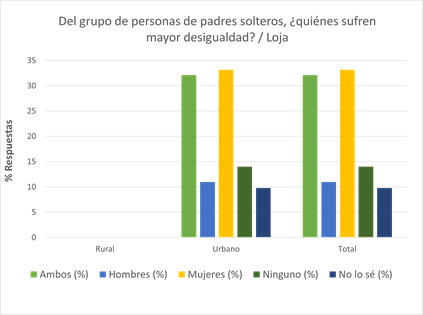 Del grupo de personas de padres solteros, ¿quiénes sufren
mayor desigualdad? / Loja
% Respuestas
35
30
25
20
15
10
5
0
Rural Urbano Total
Ambos (%) Hombres (%) Mujeres (%) Ninguno (%) No lo sé (%)